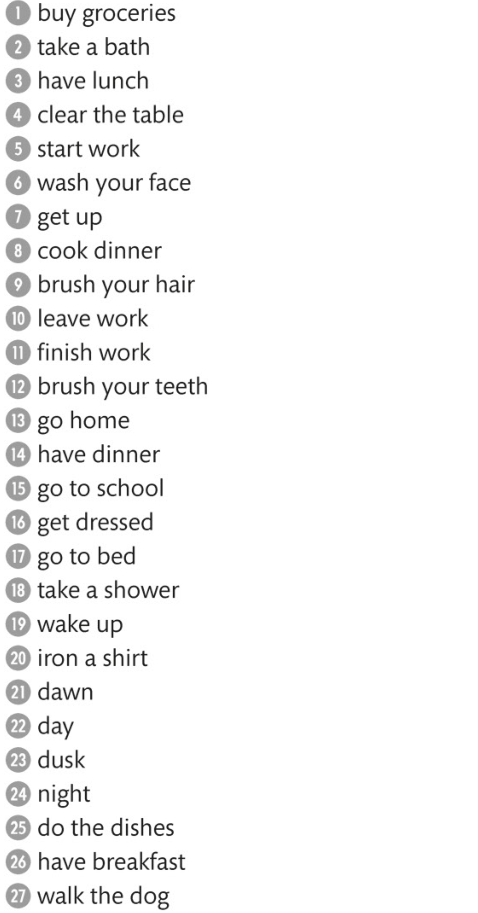 1 buy groceries
2 take a bath
3 have lunch
4 clear the table
5 start work
6 wash your face
7 get up
8 cook dinner
9 brush your hair
10 leave work
11 finish work
12 brush your teeth
13 go home
14 have dinner
15 go to school
16 get dressed
17 go to bed
18 take a shower
19 wake up
20 iron a shirt
21 dawn
22 day
23 dusk
24 night
25 do the dishes
26 have breakfast
27 walk the dog